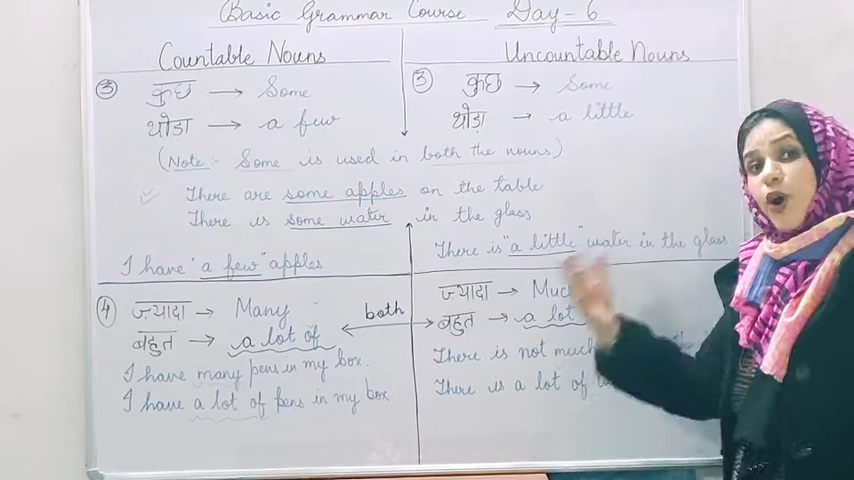 Basic Grammar Course Day-6
Countable Nouns
③ कुछ → Some
थोडा → a few
Uncountable Nouns
③ कुछ → Some
थोड़ा → a little
(Note:- Some is used in both the nouns)
There are some apples on the table
There is some water in the glass
I have "a few" apples
There is "a little" water in the glass
④ ज्यादा → Many
बहुत → a lot of
I have many pens in my box.
I have a lot of pens in my box
both
ज्यादा → Much
बहुत → a lot
There is not much
There is a lot of